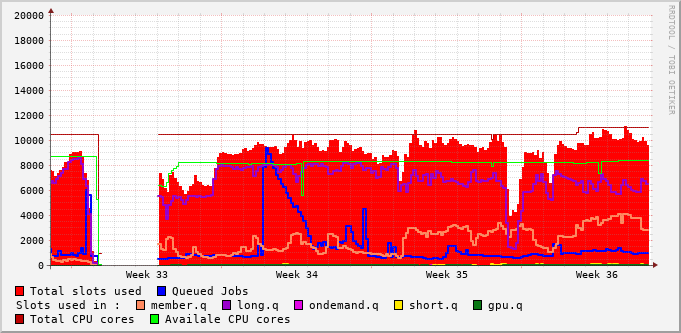 20000
18000
16000
14000
12000
10000
8000
6000
4000
2000
0
Week 33 Week 34 Week 35 Week 36
Total slots used Queued Jobs
Slots used in : member.q long.q ondemand.q short.q gpu.q
Total CPU cores Availale CPU cores
RRDTOOL / TOBI OETIKER